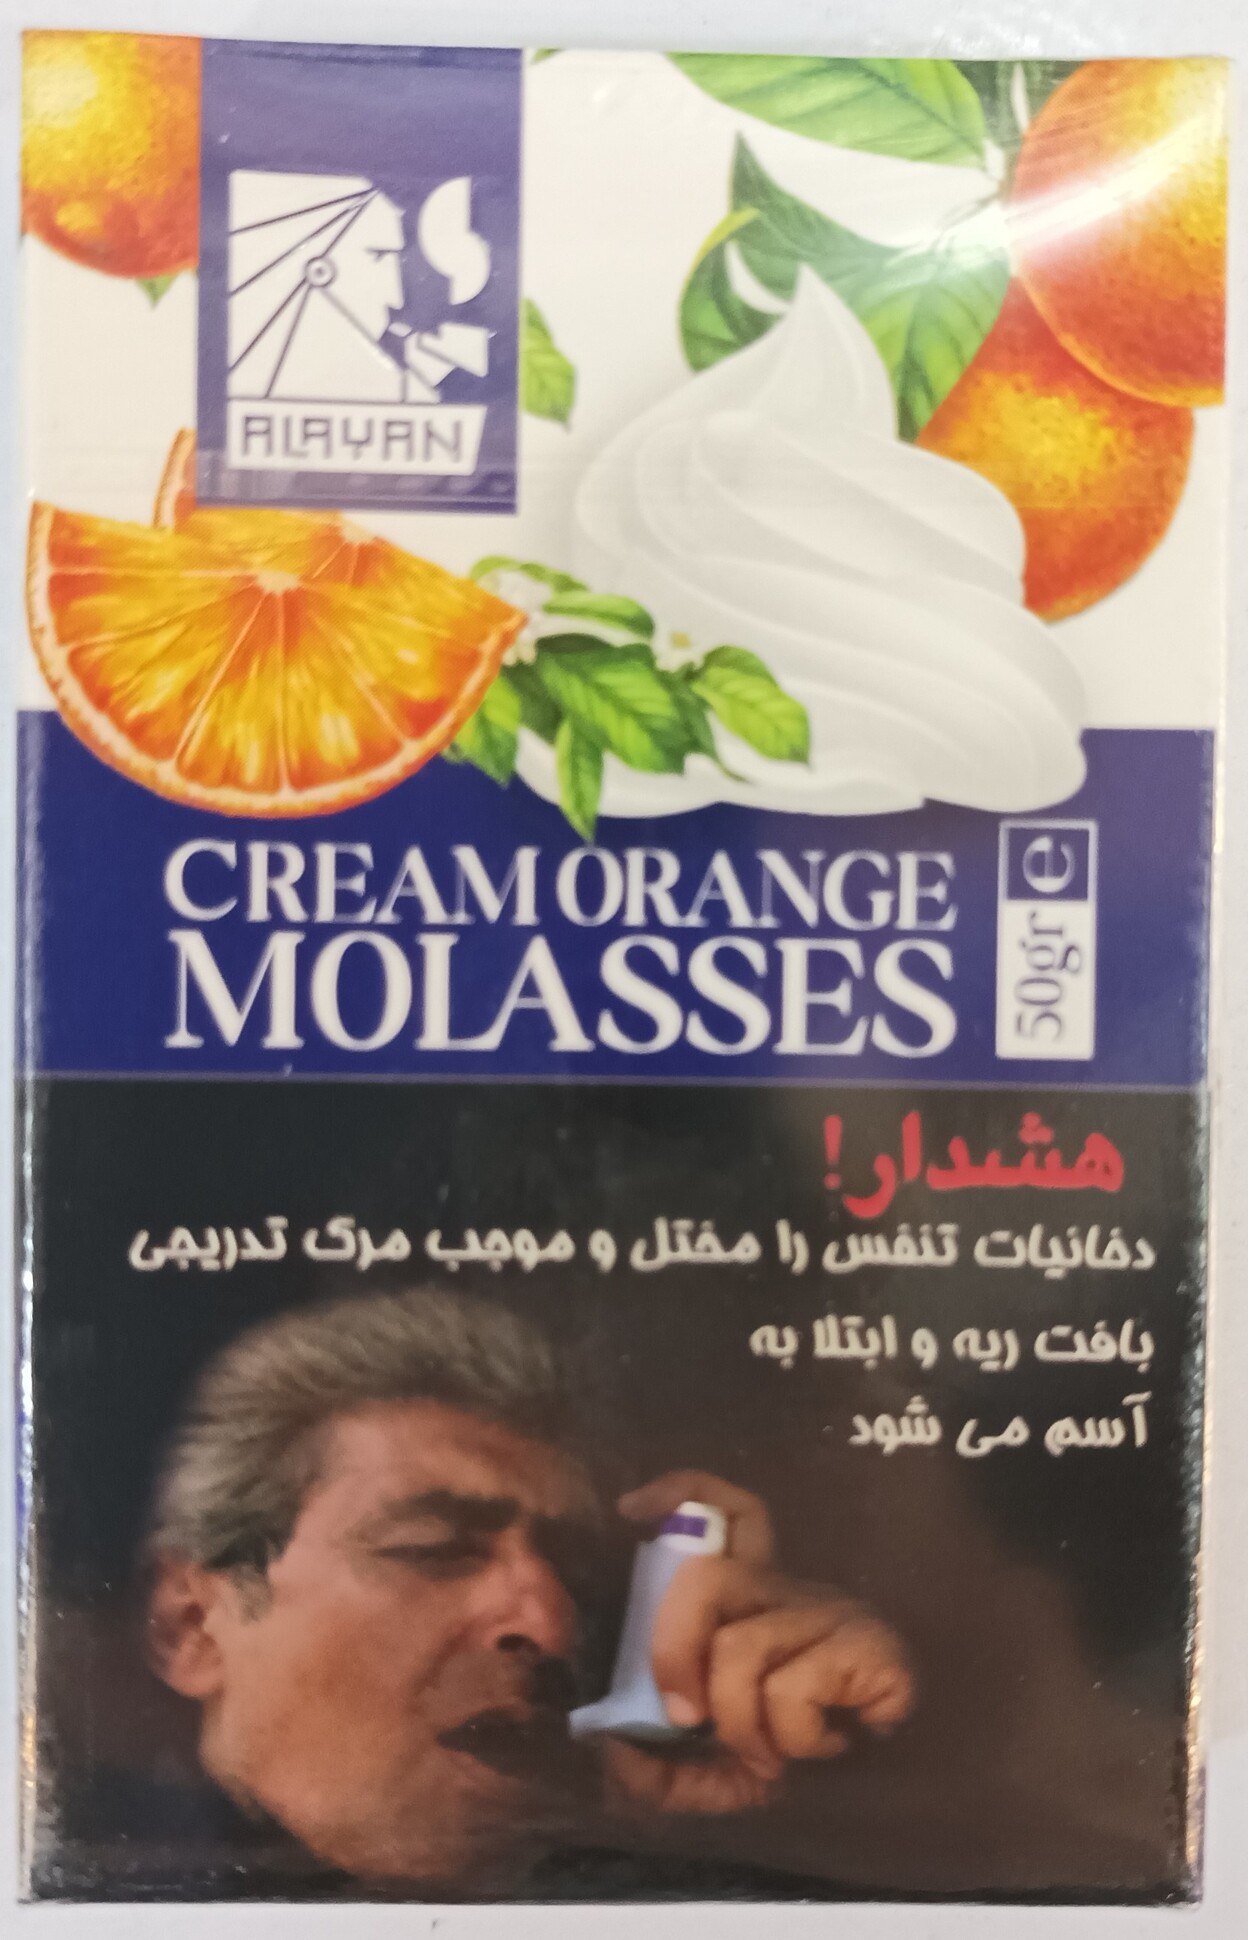 ALAYAN
CREAM ORANGE
MOLASSES
50gr e
هشدار!
دخانیات تنفس را مختل و موجب مرگ تدریجی
بافت ریه و ابتلا به
آسم می شود